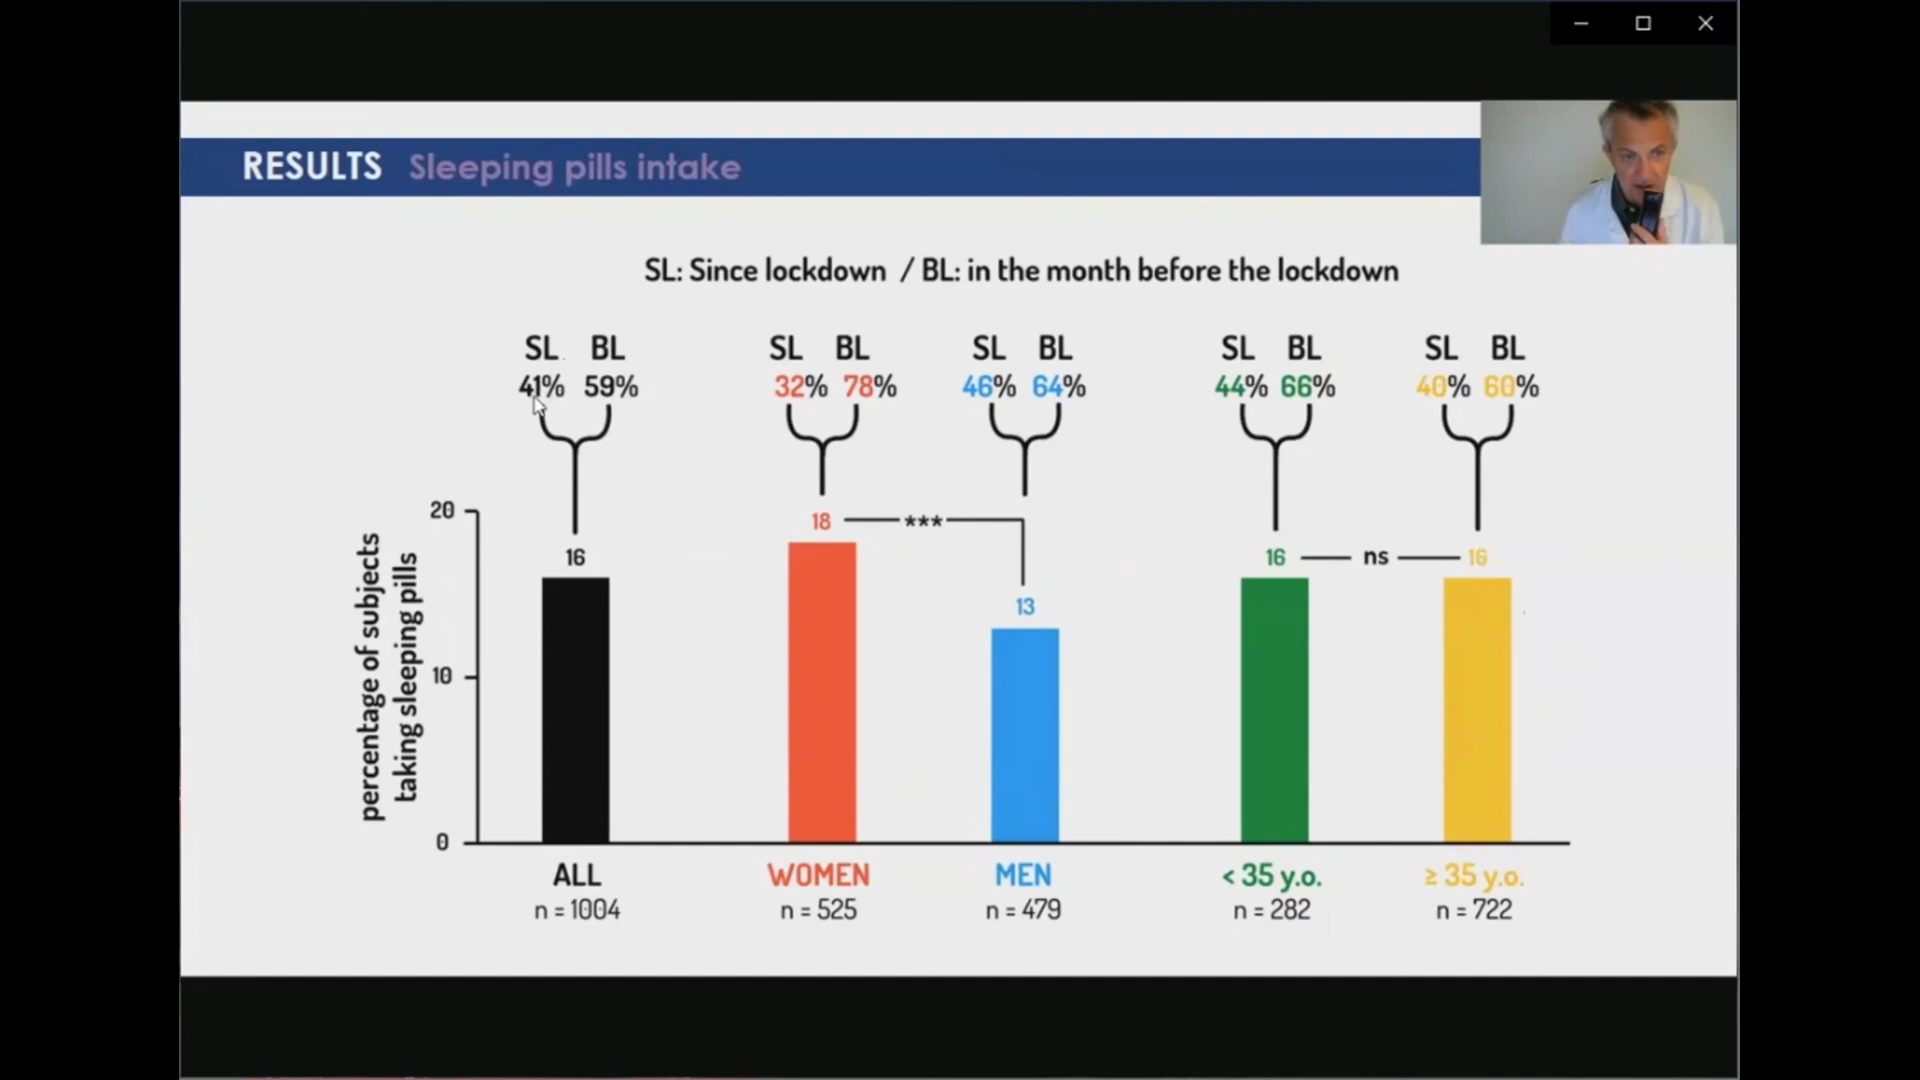 RESULTS Sleeping pills intake
SL: Since lockdown / BL: in the month before the lockdown
SL BL SL BL SL BL SL BL SL BL
41% 59% 32% 78% 46% 64% 44% 66% 40% 60%
20
10
0
percentage of subjects
taking sleeping pills
16
18
***
13
16
ns
16
ALL WOMEN MEN < 35 y.o. ≥ 35 y.o.
n = 1004 n = 525 n = 479 n = 282 n = 722